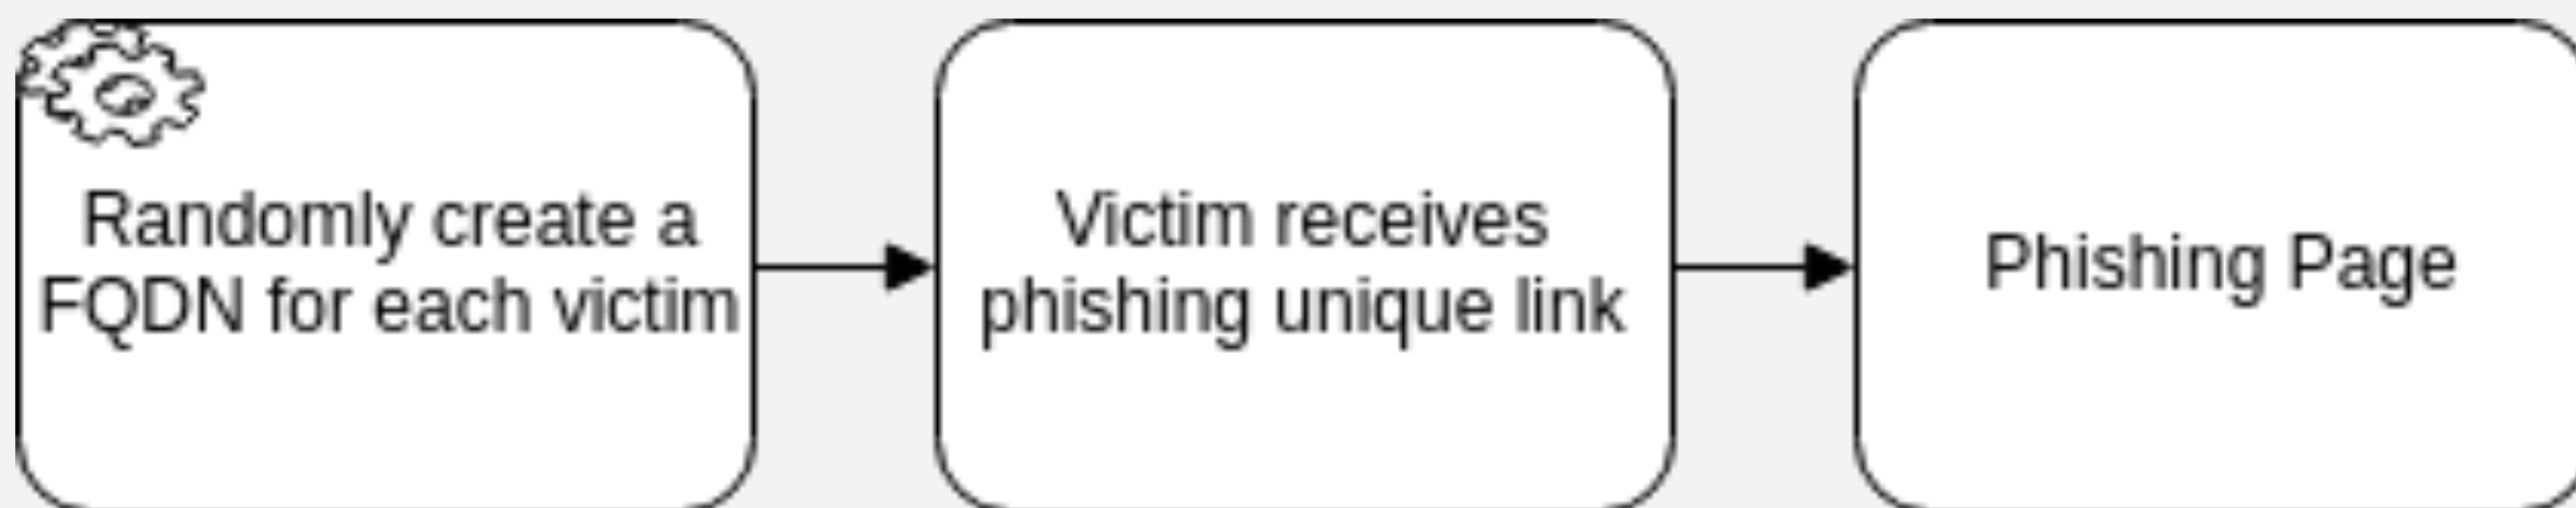 Randomly create a
FQDN for each victim
Victim receives
phishing unique link
Phishing Page